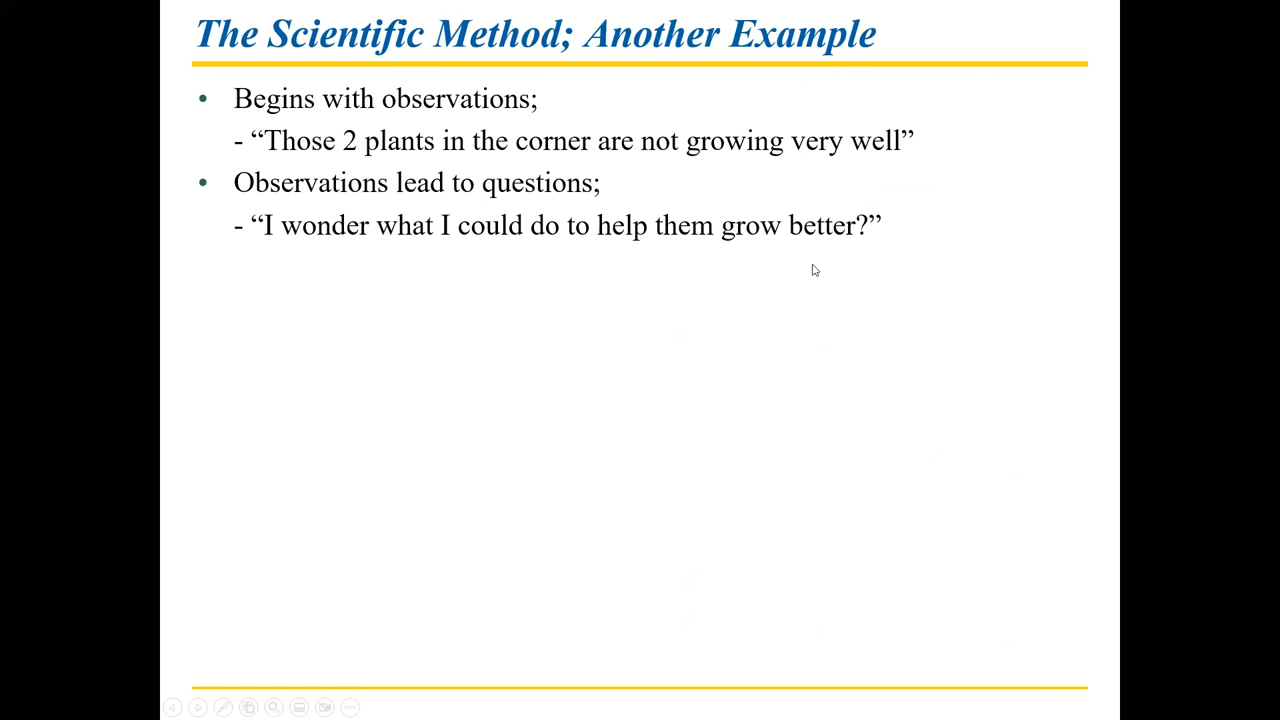 The Scientific Method; Another Example
• Begins with observations;
- “Those 2 plants in the corner are not growing very well”
• Observations lead to questions;
- “I wonder what I could do to help them grow better?”